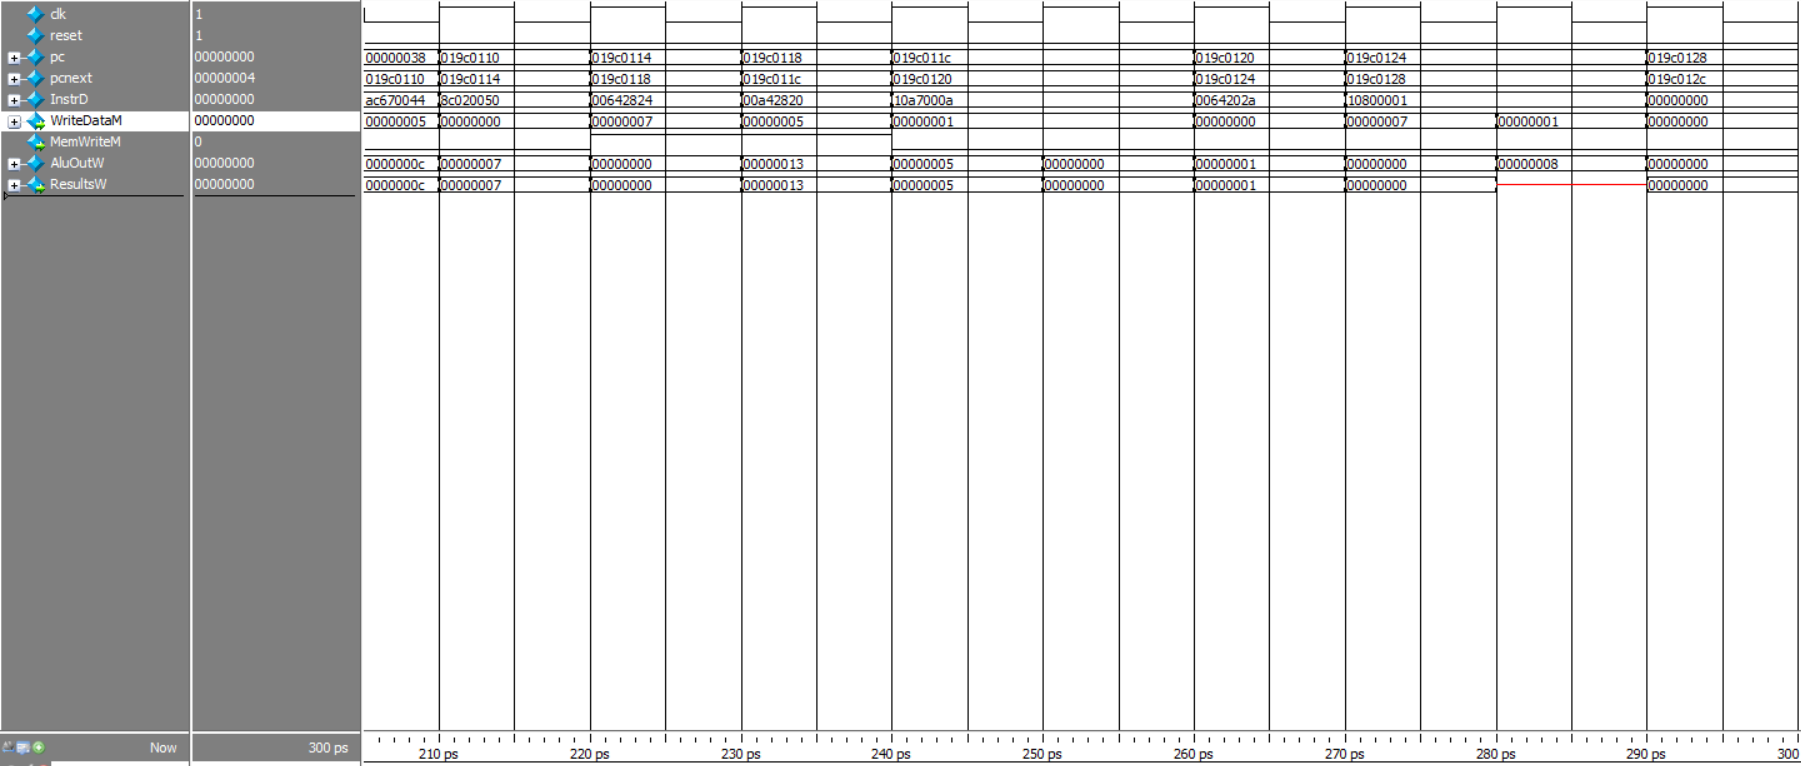 clk 1
reset 1
pc 00000000 00000038 019c0110 019c0114 019c0118 019c011c 019c0120 019c0124 019c0128
pcnext 00000004 019c0110 019c0114 019c0118 019c011c 019c0120 019c0124 019c0128 019c012c
InstrD 00000000 ac670044 8c020050 00642824 00a42820 10a7000a 0064202a 10800001 00000000
WriteDataM 00000000 00000005 00000000 00000007 00000005 00000001 00000000 00000007 00000001 00000000
MemWriteM 0
AluOutW 00000000 0000000c 00000007 00000000 00000013 00000005 00000000 00000001 00000000 00000008 00000000
ResultsW 00000000 0000000c 00000007 00000000 00000013 00000005 00000000 00000001 00000000 00000000
Now 300 ps
210 ps 220 ps 230 ps 240 ps 250 ps 260 ps 270 ps 280 ps 290 ps 300